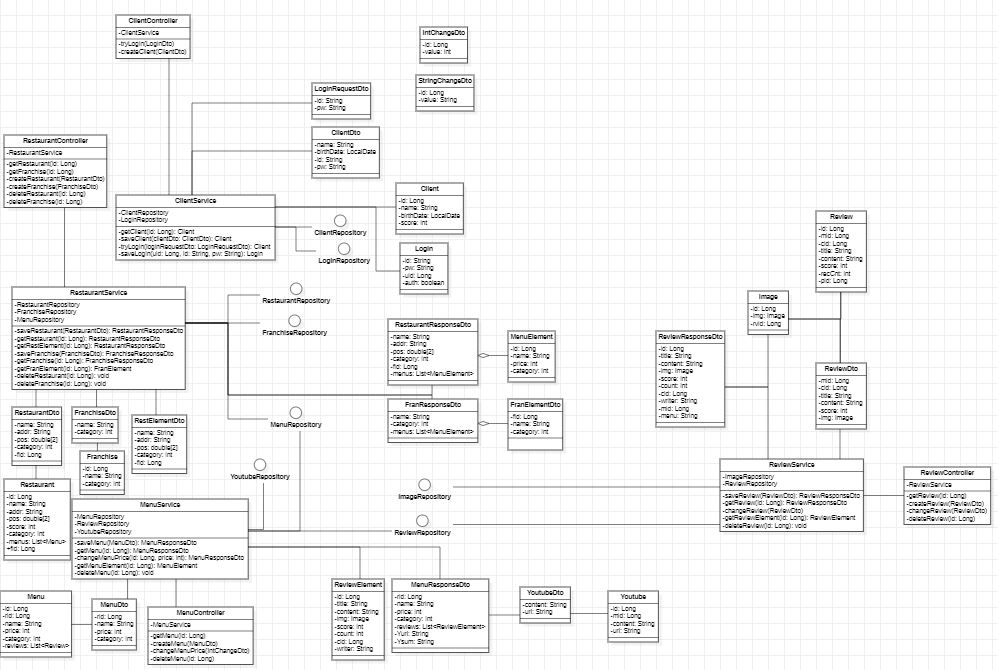 ClientController
-ClientService
-tryLogin(LoginDto)
-createClient(ClientDto)
IntChangeDto
-id: Long
-value: int
StringChangeDto
-id: Long
-value: String
LoginRequestDto
-id: String
-pw: String
ClientDto
-name: String
-birthDate: LocalDate
-id: String
-pw: String
RestaurantController
-RestaurantService
-getRestaurant(id: Long)
-getFranchise(id: Long)
-createRestaurant(RestaurantDto)
-createFranchise(FranchiseDto)
-deleteRestaurant(id: Long)
-deleteFranchise(id: Long)
ClientService
-ClientRepository
-LoginRepository
-getClient(id: Long): Client
-saveClient(clientDto: ClientDto): Client
-tryLogin(loginRequestDto: LoginRequestDto): Client
-saveLogin(uid: Long, id: String, pw: String): Login
Client
-id: Long
-name: String
-birthDate: LocalDate
-score: int
ClientRepository
LoginRepository
Login
-id: String
-pw: String
-uid: Long
-auth: boolean
Review
-id: Long
-mid: Long
-cid: Long
-title: String
-content: String
-score: int
-recCnt: int
-pid: Long
RestaurantService
-RestaurantRepository
-FranchiseRepository
-MenuRepository
-saveRestaurant(RestaurantDto): RestaurantResponseDto
-getRestaurant(id: Long): RestaurantResponseDto
-getRestElement(id: Long): RestaurantResponseDto
-saveFranchise(FranchiseDto): FranchiseResponseDto
-getFranchise(id: Long): FranchiseResponseDto
-getFranElement(id: Long): FranElement
-deleteRestaurant(id: Long): void
-deleteFranchise(id: Long): void
RestaurantRepository
FranchiseRepository
MenuRepository
Image
-id: Long
-img: Image
-rvid: Long
RestaurantResponseDto
-name: String
-addr: String
-pos: double[2]
-category: int
-fid: Long
-menus: List<MenuElement>
MenuElement
-id: Long
-name: String
-price: int
-category: int
ReviewResponseDto
-id: Long
-title: String
-content: String
-img: Image
-score: int
-count: int
-cid: Long
-writer: String
-mid: Long
-menu: String
ReviewDto
-mid: Long
-cid: Long
-title: String
-content: String
-score: int
-img: Image
FranResponseDto
-name: String
-category: int
-menus: List<MenuElement>
FranElementDto
-fid: Long
-name: String
-category: int
RestaurantDto
-name: String
-addr: String
-pos: double[2]
-category: int
-fid: Long
FranchiseDto
-name: String
-category: int
RestElementDto
-name: String
-addr: String
-pos: double[2]
-category: int
-fid: Long
Franchise
-id: Long
-name: String
-category: int
YoutubeRepository
ImageRepository
ReviewRepository
ReviewService
-ImageRepository
-ReviewRepository
-saveReview(ReviewDto): ReviewResponseDto
-getReview(id: Long): ReviewResponseDto
-changeReview(ReviewDto)
-getReviewElement(id: Long): ReviewElement
-deleteReview(id: Long): void
ReviewController
-ReviewService
-getReview(id: Long)
-createReview(ReviewDto)
-changeReview(ReviewDto)
-deleteReview(id: Long)
Restaurant
-id: Long
-name: String
-addr: String
-pos: double[2]
-score: int
-category: int
-menus: List<Menu>
+fid: Long
MenuService
-MenuRepository
-ReviewRepository
-YoutubeRepository
-saveMenu(MenuDto): MenuResponseDto
-getMenu(id: Long): MenuResponseDto
-changeMenuPrice(id: Long, price: int): MenuResponseDto
-getMenuElement(id: Long): MenuElement
-deleteMenu(id: Long): void
Menu
-id: Long
-rid: Long
-name: String
-price: int
-category: int
-reviews: List<Review>
MenuDto
-rid: Long
-name: String
-price: int
-category: int
MenuController
-MenuService
-getMenu(id: Long)
-createMenu(MenuDto)
-changeMenuPrice(IntChangeDto)
-deleteMenu(id: Long)
ReviewElement
-id: Long
-title: String
-content: String
-img: Image
-score: int
-count: int
-cid: Long
-writer: String
MenuResponseDto
-rid: Long
-name: String
-price: int
-category: int
-reviews: List<ReviewElement>
-Yurl: String
-Ysum: String
YoutubeDto
-content: String
-url: String
Youtube
-id: Long
-mid: Long
-content: String
-url: String